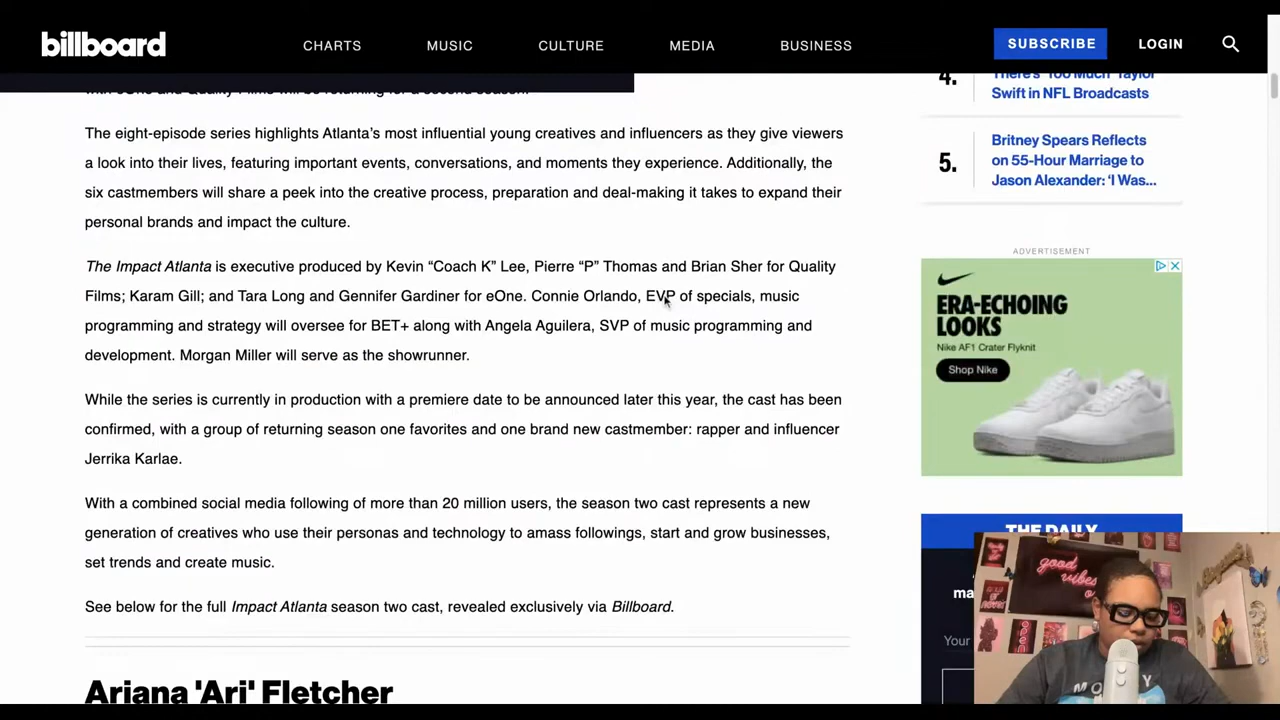 billboard
CHARTS
MUSIC
CULTURE
MEDIA
BUSINESS
SUBSCRIBE
LOGIN
with eOne and Quality Films will be returning for a second season.
The eight-episode series highlights Atlanta's most influential young creatives and influencers as they give viewers
a look into their lives, featuring important events, conversations, and moments they experience. Additionally, the
six castmembers will share a peek into the creative process, preparation and deal-making it takes to expand their
personal brands and impact the culture.
The Impact Atlanta is executive produced by Kevin “Coach K” Lee, Pierre “P” Thomas and Brian Sher for Quality
Films; Karam Gill; and Tara Long and Gennifer Gardiner for eOne. Connie Orlando, EVP of specials, music
programming and strategy will oversee for BET+ along with Angela Aguilera, SVP of music programming and
development. Morgan Miller will serve as the showrunner.
While the series is currently in production with a premiere date to be announced later this year, the cast has been
confirmed, with a group of returning season one favorites and one brand new castmember: rapper and influencer
Jerrika Karlae.
With a combined social media following of more than 20 million users, the season two cast represents a new
generation of creatives who use their personas and technology to amass followings, start and grow businesses,
set trends and create music.
See below for the full Impact Atlanta season two cast, revealed exclusively via Billboard.
Ariana 'Ari' Fletcher
4.
There's 'Too Much' Taylor
Swift in NFL Broadcasts
5.
Britney Spears Reflects
on 55-Hour Marriage to
Jason Alexander: ‘I Was...
ADVERTISEMENT
ERA-ECHOING
LOOKS
Nike AF1 Crater Flyknit
Shop Nike
THE DAILY
ma
Your
good
vibes